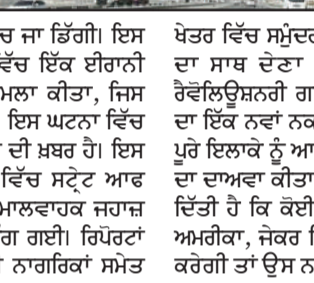 ਚ ਜਾ ਡਿੱਗੀ। ਇਸ
ਵਿੱਚ ਇੱਕ ਈਰਾਨੀ
ਮਲਾ ਕੀਤਾ, ਜਿਸ
ਇਸ ਘਟਨਾ ਵਿੱਚ
ਦੀ ਖ਼ਬਰ ਹੈ। ਇਸ
ਵਿੱਚ ਸਟ੍ਰੇਟ ਆਫ
ਮਾਲਵਾਹਕ ਜਹਾਜ਼
ਗ ਗਈ। ਰਿਪੋਰਟਾਂ
ਨਾਗਰਿਕਾਂ ਸਮੇਤ
ਖੇਤਰ ਵਿੱਚ ਸਮੁੰਦਰ
ਦਾ ਸਾਥ ਦੇਣਾ
ਰੈਵੋਲਿਊਸ਼ਨਰੀ ਗ
ਦਾ ਇੱਕ ਨਵਾਂ ਨਕ
ਪੂਰੇ ਇਲਾਕੇ ਨੂੰ ਆ
ਦਾ ਦਾਅਵਾ ਕੀਤਾ
ਦਿੱਤੀ ਹੈ ਕਿ ਕੋਈ
ਅਮਰੀਕਾ, ਜੇਕਰ ਿ
ਕਰੇਗੀ ਤਾਂ ਉਸ ਨ